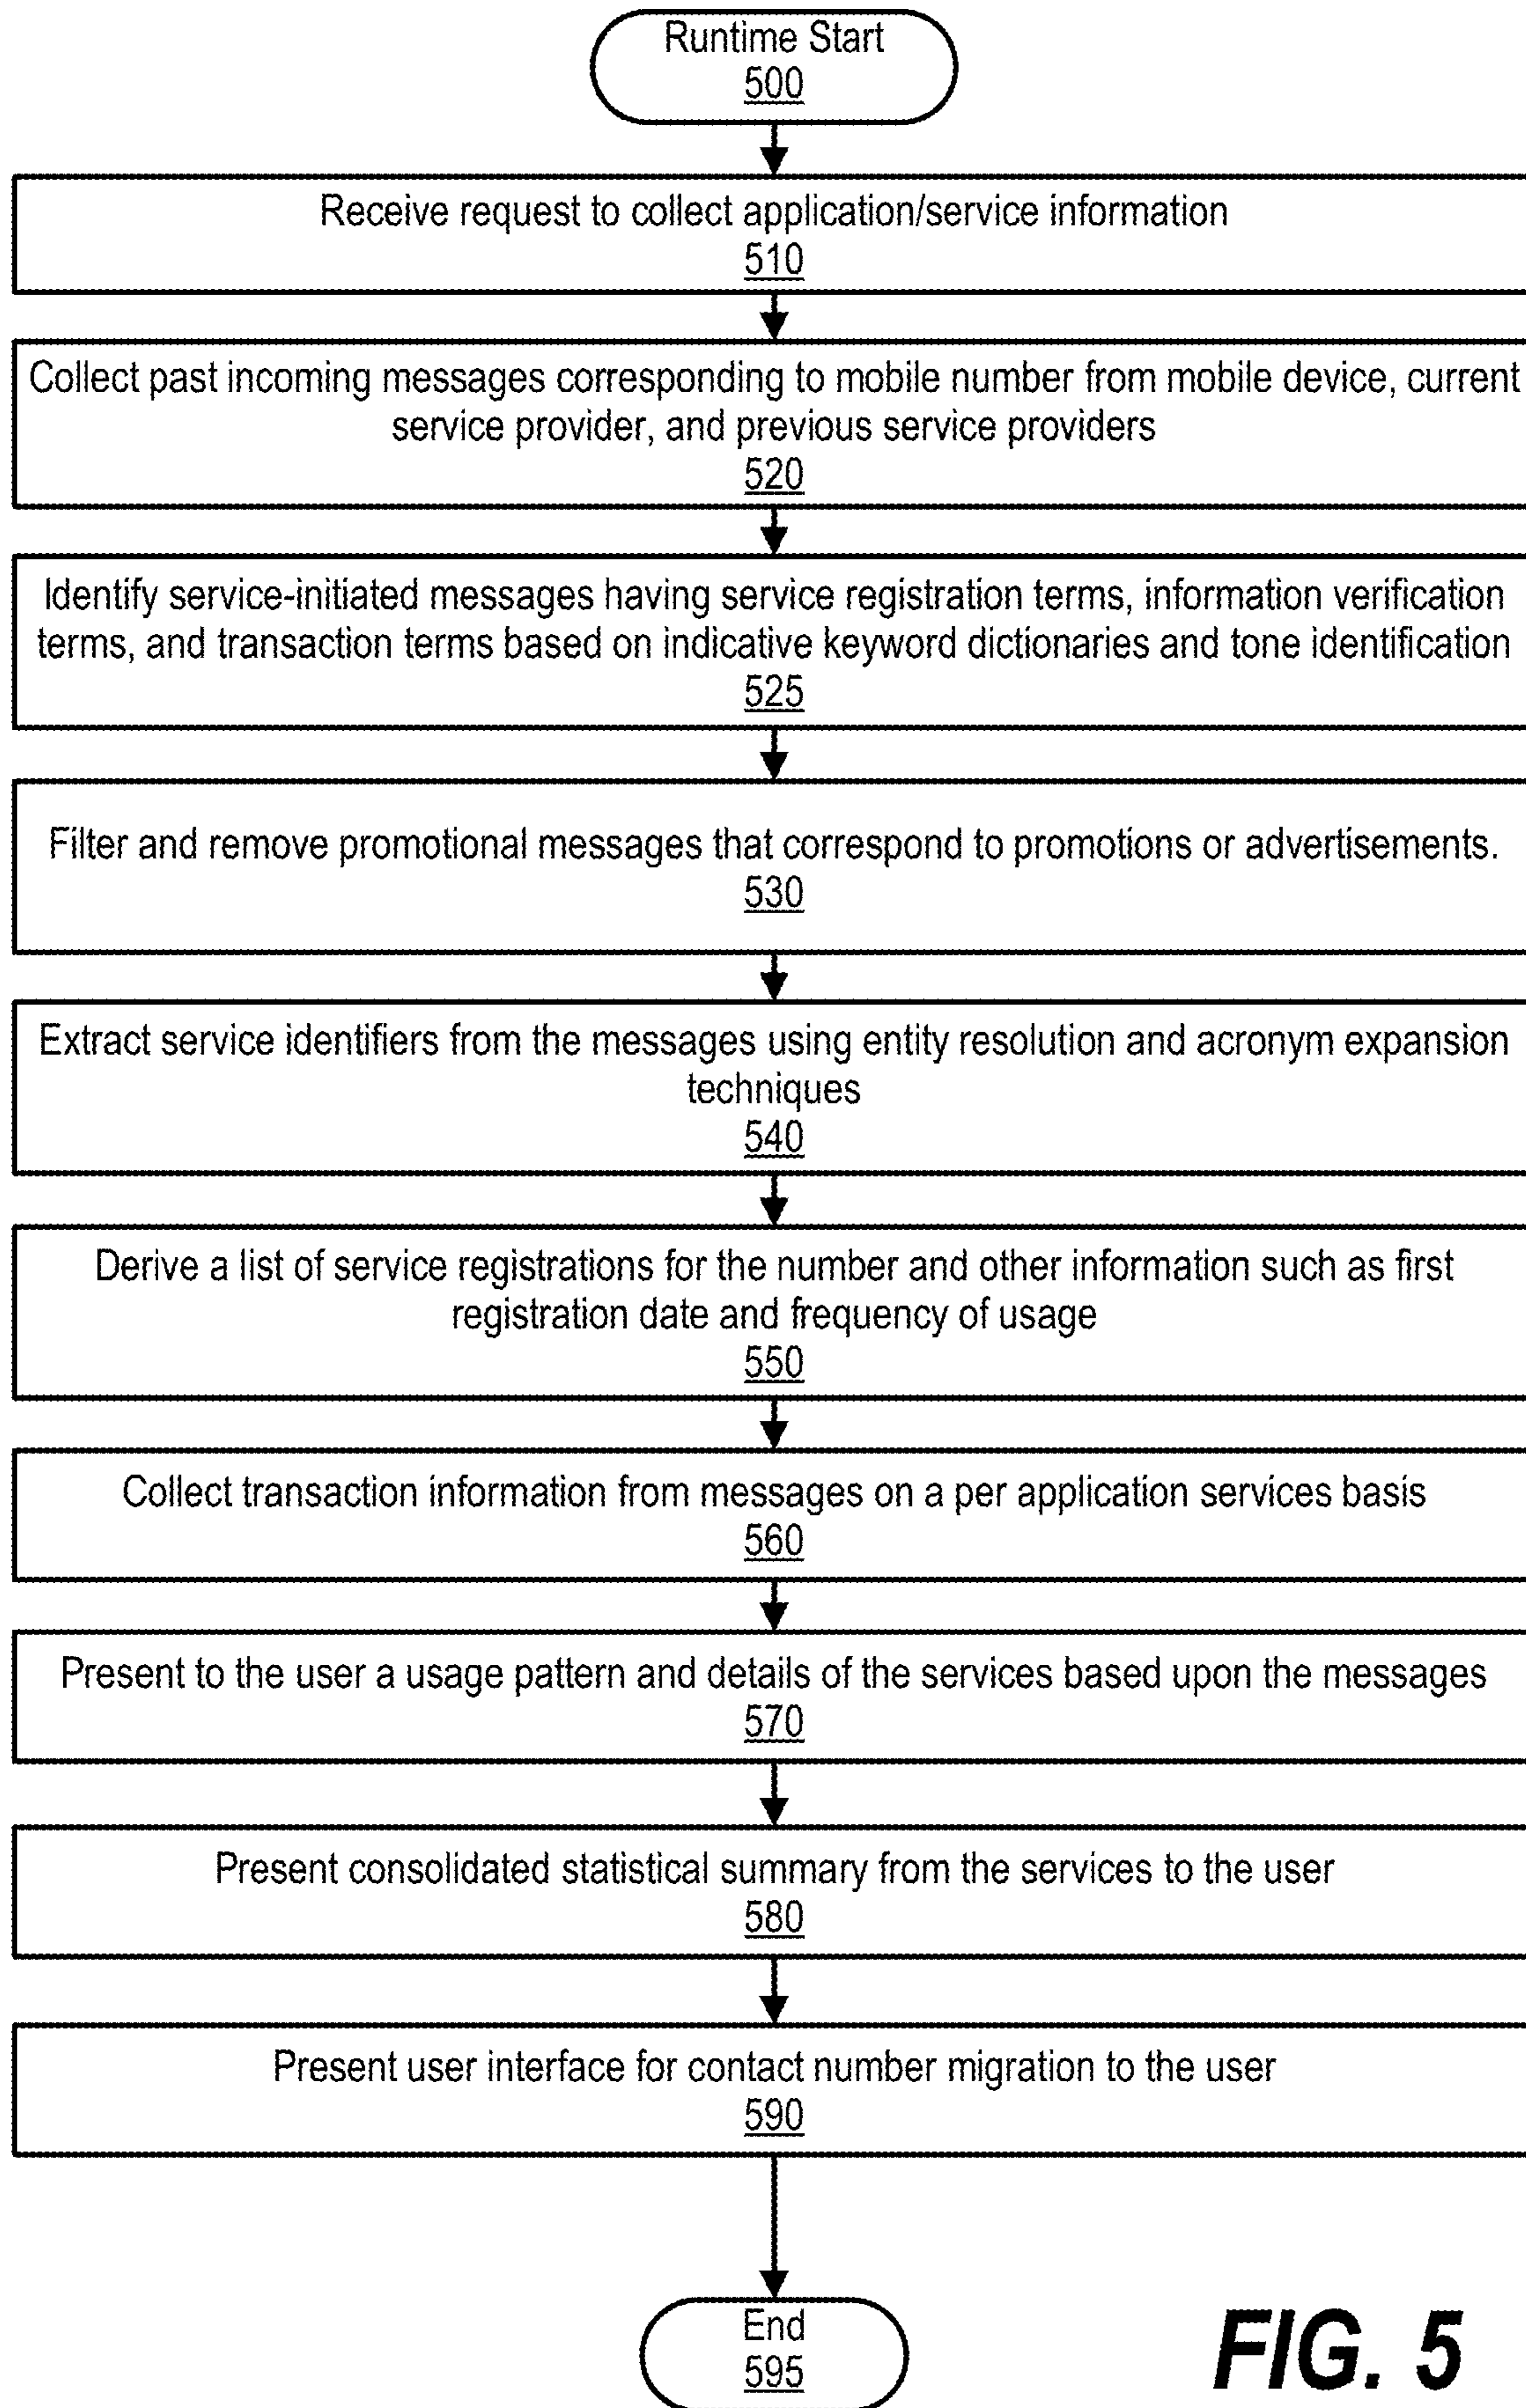 Runtime Start
500
Receive request to collect application/service information
510
Collect past incoming messages corresponding to mobile number from mobile device, current
service provider, and previous service providers
520
Identify service-initiated messages having service registration terms, information verification
terms, and transaction terms based on indicative keyword dictionaries and tone identification
525
Filter and remove promotional messages that correspond to promotions or advertisements.
530
Extract service identifiers from the messages using entity resolution and acronym expansion
techniques
540
Derive a list of service registrations for the number and other information such as first
registration date and frequency of usage
550
Collect transaction information from messages on a per application services basis
560
Present to the user a usage pattern and details of the services based upon the messages
570
Present consolidated statistical summary from the services to the user
580
Present user interface for contact number migration to the user
590
End
595
FIG. 5